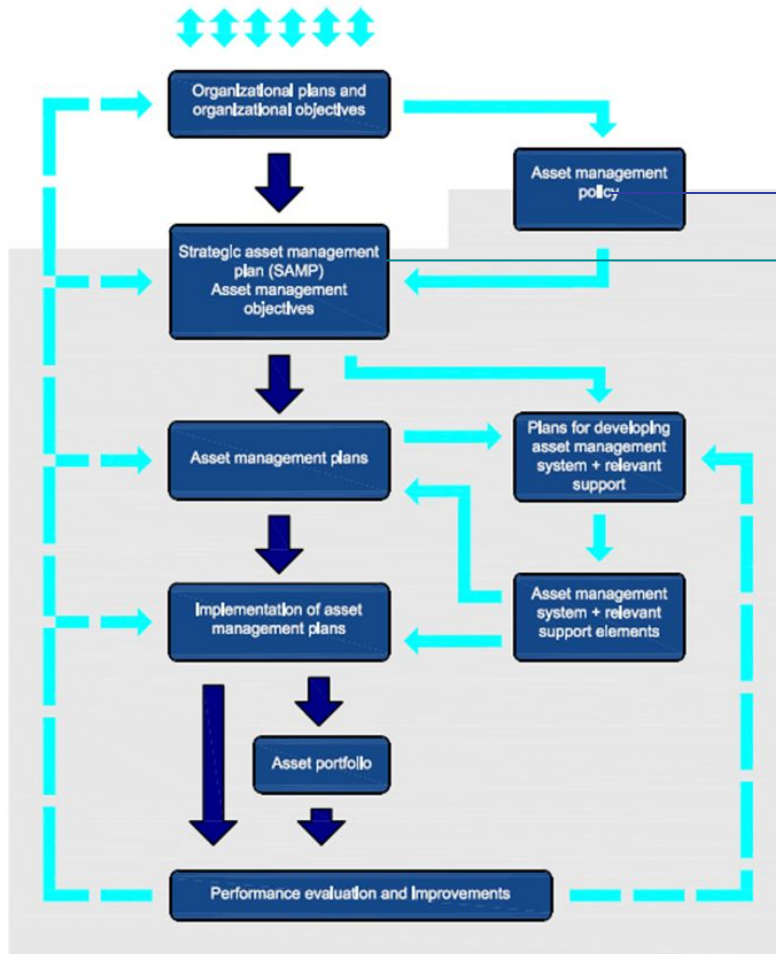 Organizational plans and
organizational objectives
Asset management
policy
Strategic asset management
plan (SAMP)
Asset management
objectives
Asset management plans
Plans for developing
asset management
system + relevant
support
Implementation of asset
management plans
Asset management
system + relevant
support elements
Asset portfolio
Performance evaluation and Improvements